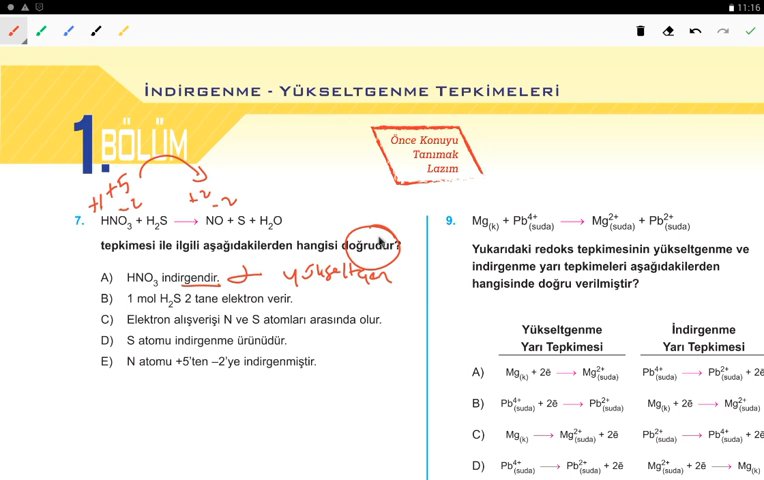 11:16
İNDİRGENME - YÜKSELTGENME TEPKİMELERİ
1. BÖLÜM
Önce Konuyu
Tanımak
Lazım
+1 +5 -2
+2 -2
7. HNO₃ + H₂S → NO + S + H₂O
tepkimesi ile ilgili aşağıdakilerden hangisi doğrudur?
A) HNO₃ indirgendir. yükseltgen
B) 1 mol H₂S 2 tane elektron verir.
C) Elektron alışverişi N ve S atomları arasında olur.
D) S atomu indirgenme ürünüdür.
E) N atomu +5'ten –2'ye indirgenmiştir.
9. Mg(k) + Pb⁴⁺(suda) → Mg²⁺(suda) + Pb²⁺(suda)
Yukarıdaki redoks tepkimesinin yükseltgenme ve
indirgenme yarı tepkimeleri aşağıdakilerden
hangisinde doğru verilmiştir?
Yükseltgenme İndirgenme
Yarı Tepkimesi Yarı Tepkimesi
A) Mg(k) + 2ē → Mg²⁺(suda) Pb⁴⁺(suda) → Pb²⁺(suda) + 2ē
B) Pb⁴⁺(suda) + 2ē → Pb²⁺(suda) Mg(k) + 2ē → Mg²⁺(suda)
C) Mg(k) → Mg²⁺(suda) + 2ē Pb²⁺(suda) → Pb⁴⁺(suda) + 2ē
D) Pb⁴⁺(suda) → Pb²⁺(suda) + 2ē Mg²⁺(suda) + 2ē → Mg(k)